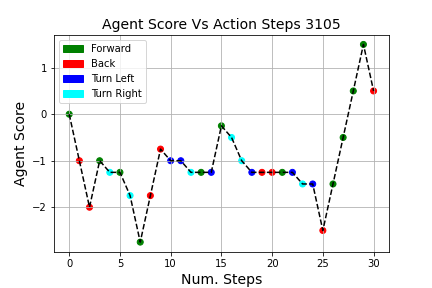 Agent Score Vs Action Steps 3105
Forward
Back
Turn Left
Turn Right
Agent Score
1
0
−1
−2
0 5 10 15 20 25 30
Num. Steps